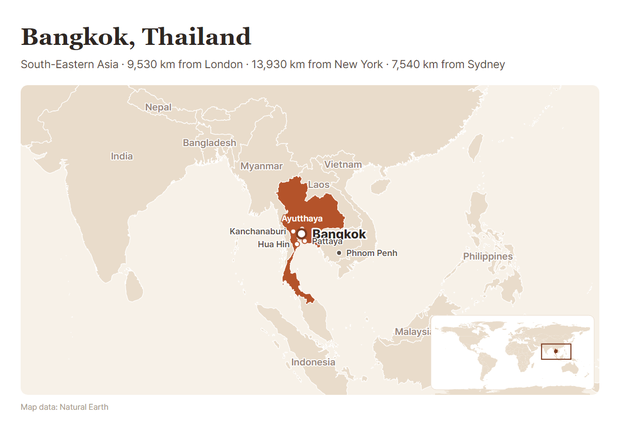 Bangkok, Thailand
South-Eastern Asia · 9,530 km from London · 13,930 km from New York · 7,540 km from Sydney
Nepal
Bangladesh
India
Myanmar
Vietnam
Laos
Ayutthaya
Kanchanaburi
Bangkok
Hua Hin
Pattaya
Phnom Penh
Philippines
Malaysia
Indonesia
Map data: Natural Earth